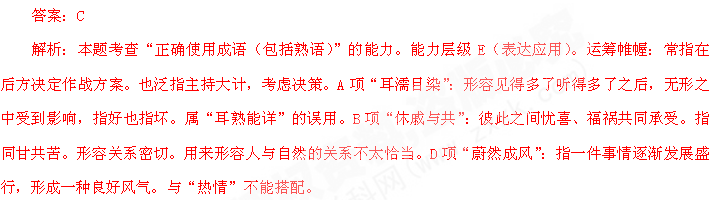 答案：C
解析：本题考查“正确使用成语（包括熟语）”的能力。能力层级 E（表达应用）。运筹帷幄：常指在
后方决定作战方案。也泛指主持大计，考虑决策。A 项“耳濡目染”：形容见得多了听得多了之后，无形之
中受到影响，指好也指坏。属“耳熟能详”的误用。B 项“休戚与共”：彼此之间忧喜、福祸共同承受。指
同甘共苦。形容关系密切。用来形容人与自然的关系不太恰当。D 项“蔚然成风”：指一件事情逐渐发展盛
行，形成一种良好风气。与“热情”不能搭配。